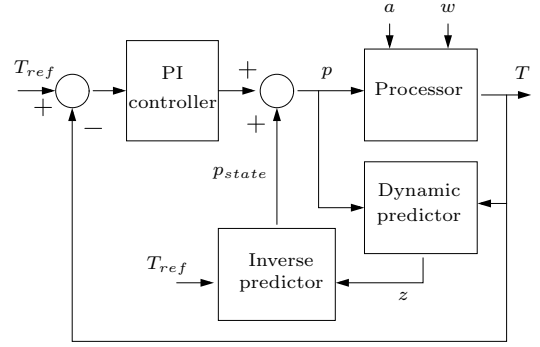 a w
T_ref + PI controller + p Processor T
− +
p_state
Dynamic predictor
T_ref
Inverse predictor
z